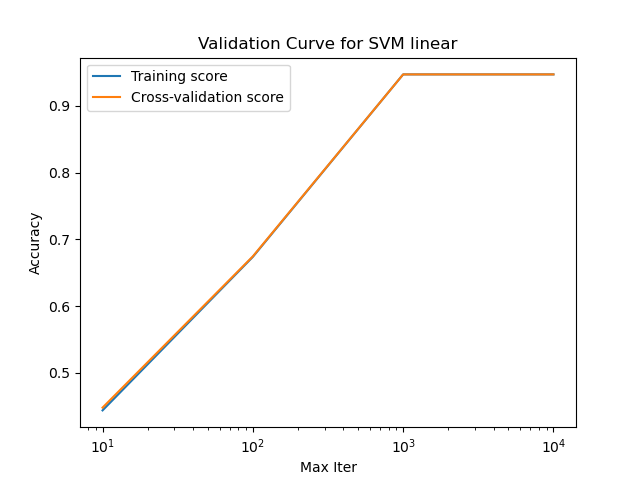 Validation Curve for SVM linear
Training score
Cross-validation score
Accuracy
0.9
0.8
0.7
0.6
0.5
10¹ 10² 10³ 10⁴
Max Iter